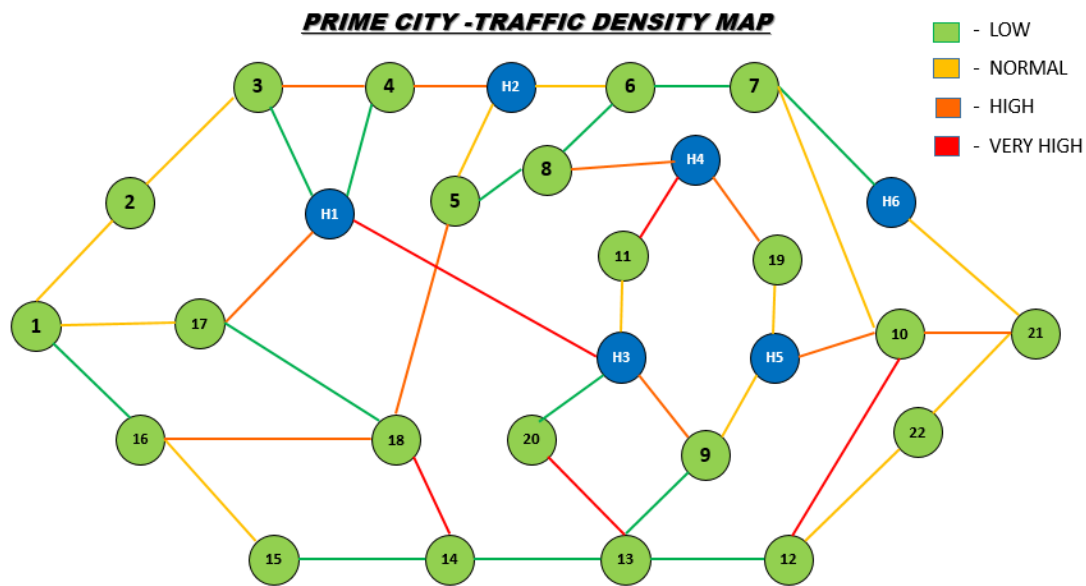 PRIME CITY -TRAFFIC DENSITY MAP
- LOW
- NORMAL
- HIGH
- VERY HIGH
3
4
H2
6
7
8
H4
2
5
H6
H1
11
19
1
17
10
21
H3
H5
16
18
20
9
22
15
14
13
12